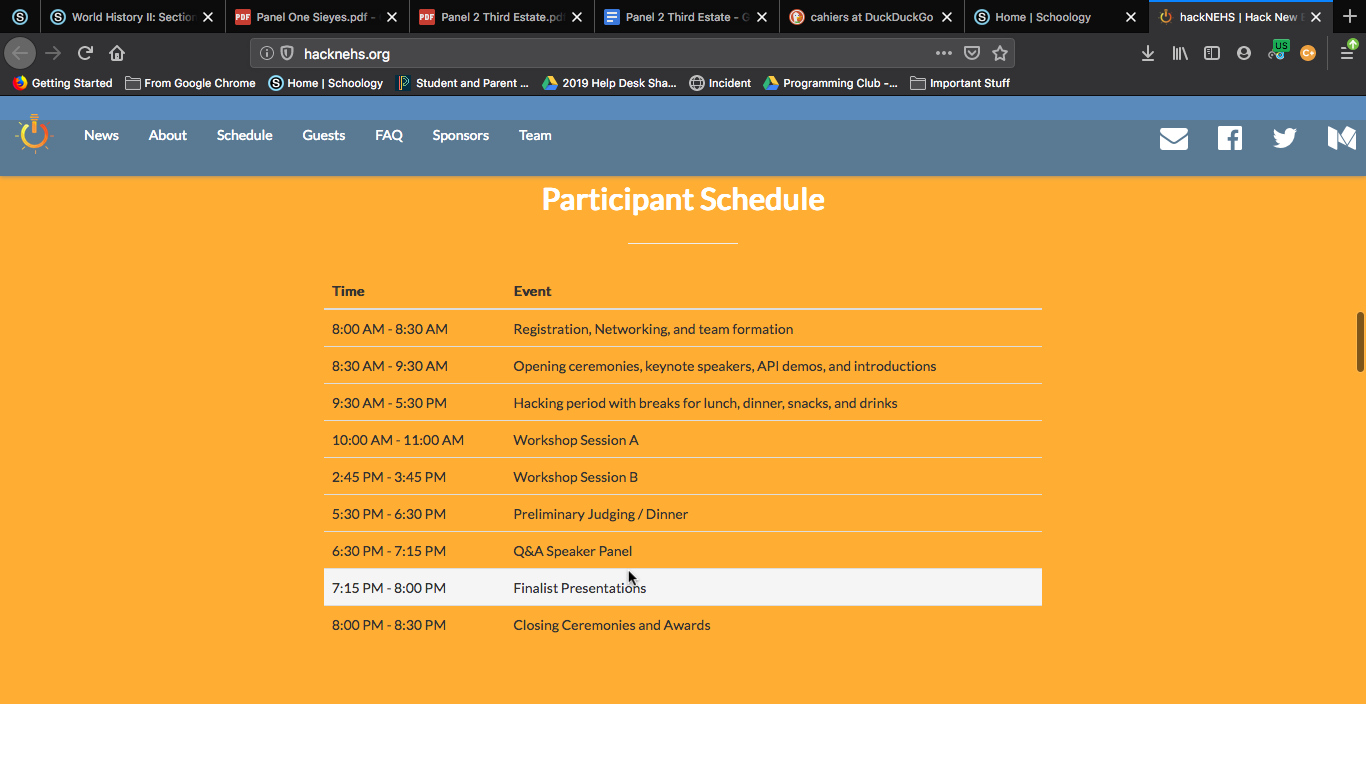 World History II: Section
Panel One Sieyes.pdf -
Panel 2 Third Estate.pdf
Panel 2 Third Estate - G
cahiers at DuckDuckGo
Home | Schoology
hackNEHS | Hack New E
hacknehs.org
US
C+
Getting Started
From Google Chrome
Home | Schoology
Student and Parent ...
2019 Help Desk Sha...
Incident
Programming Club -...
Important Stuff
News
About
Schedule
Guests
FAQ
Sponsors
Team
Participant Schedule
Time Event
8:00 AM - 8:30 AM Registration, Networking, and team formation
8:30 AM - 9:30 AM Opening ceremonies, keynote speakers, API demos, and introductions
9:30 AM - 5:30 PM Hacking period with breaks for lunch, dinner, snacks, and drinks
10:00 AM - 11:00 AM Workshop Session A
2:45 PM - 3:45 PM Workshop Session B
5:30 PM - 6:30 PM Preliminary Judging / Dinner
6:30 PM - 7:15 PM Q&A Speaker Panel
7:15 PM - 8:00 PM Finalist Presentations
8:00 PM - 8:30 PM Closing Ceremonies and Awards